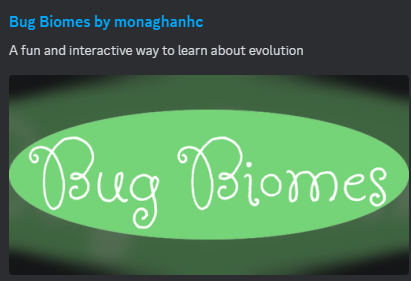 Bug Biomes by monaghanhc
A fun and interactive way to learn about evolution
Bug Biomes